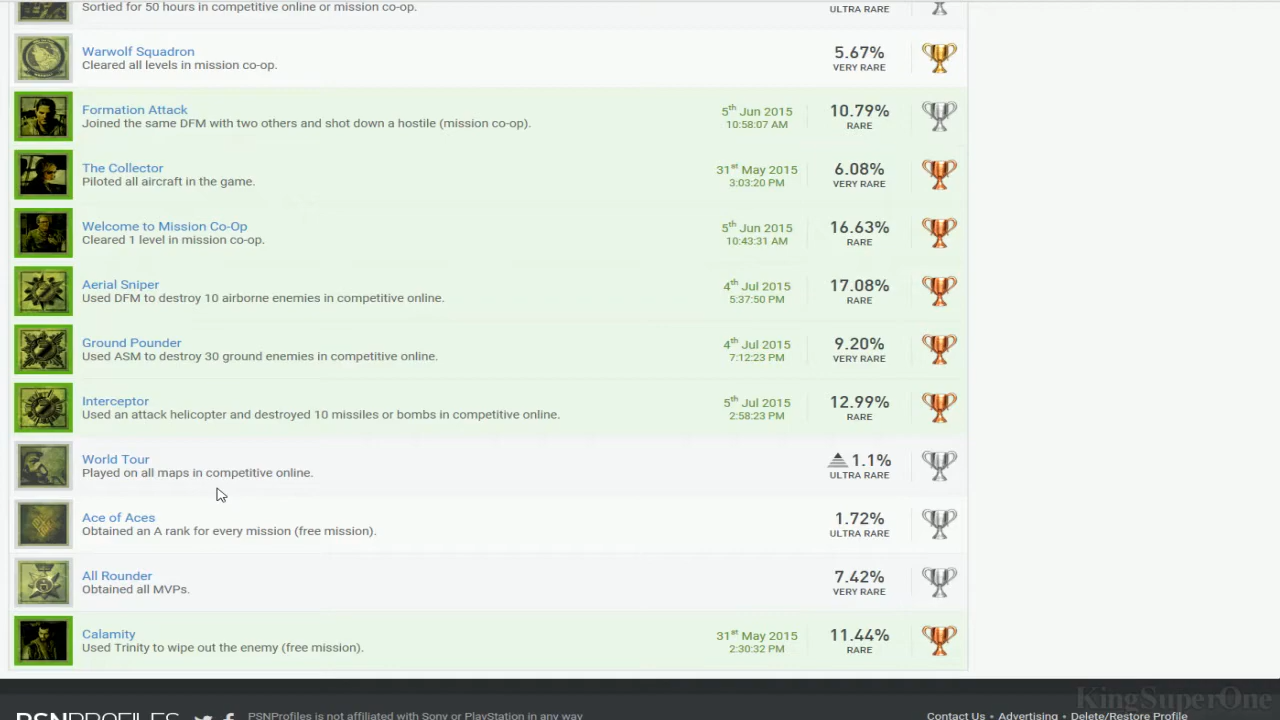 Sortied for 50 hours in competitive online or mission co-op.
ULTRA RARE
Warwolf Squadron
Cleared all levels in mission co-op.
5.67%
VERY RARE
Formation Attack
Joined the same DFM with two others and shot down a hostile (mission co-op).
5th Jun 2015
10:58:07 AM
10.79%
RARE
The Collector
Piloted all aircraft in the game.
31st May 2015
3:03:20 PM
6.08%
VERY RARE
Welcome to Mission Co-Op
Cleared 1 level in mission co-op.
5th Jun 2015
10:43:31 AM
16.63%
RARE
Aerial Sniper
Used DFM to destroy 10 airborne enemies in competitive online.
4th Jul 2015
5:37:50 PM
17.08%
RARE
Ground Pounder
Used ASM to destroy 30 ground enemies in competitive online.
4th Jul 2015
7:12:23 PM
9.20%
VERY RARE
Interceptor
Used an attack helicopter and destroyed 10 missiles or bombs in competitive online.
5th Jul 2015
2:58:23 PM
12.99%
RARE
World Tour
Played on all maps in competitive online.
1.1%
ULTRA RARE
Ace of Aces
Obtained an A rank for every mission (free mission).
1.72%
ULTRA RARE
All Rounder
Obtained all MVPs.
7.42%
VERY RARE
Calamity
Used Trinity to wipe out the enemy (free mission).
31st May 2015
2:30:32 PM
11.44%
RARE
KingSuperOne
PSNPROFILES
PSNProfiles is not affiliated with Sony or PlayStation in any way
Contact Us • Advertising • Delete/Restore Profile